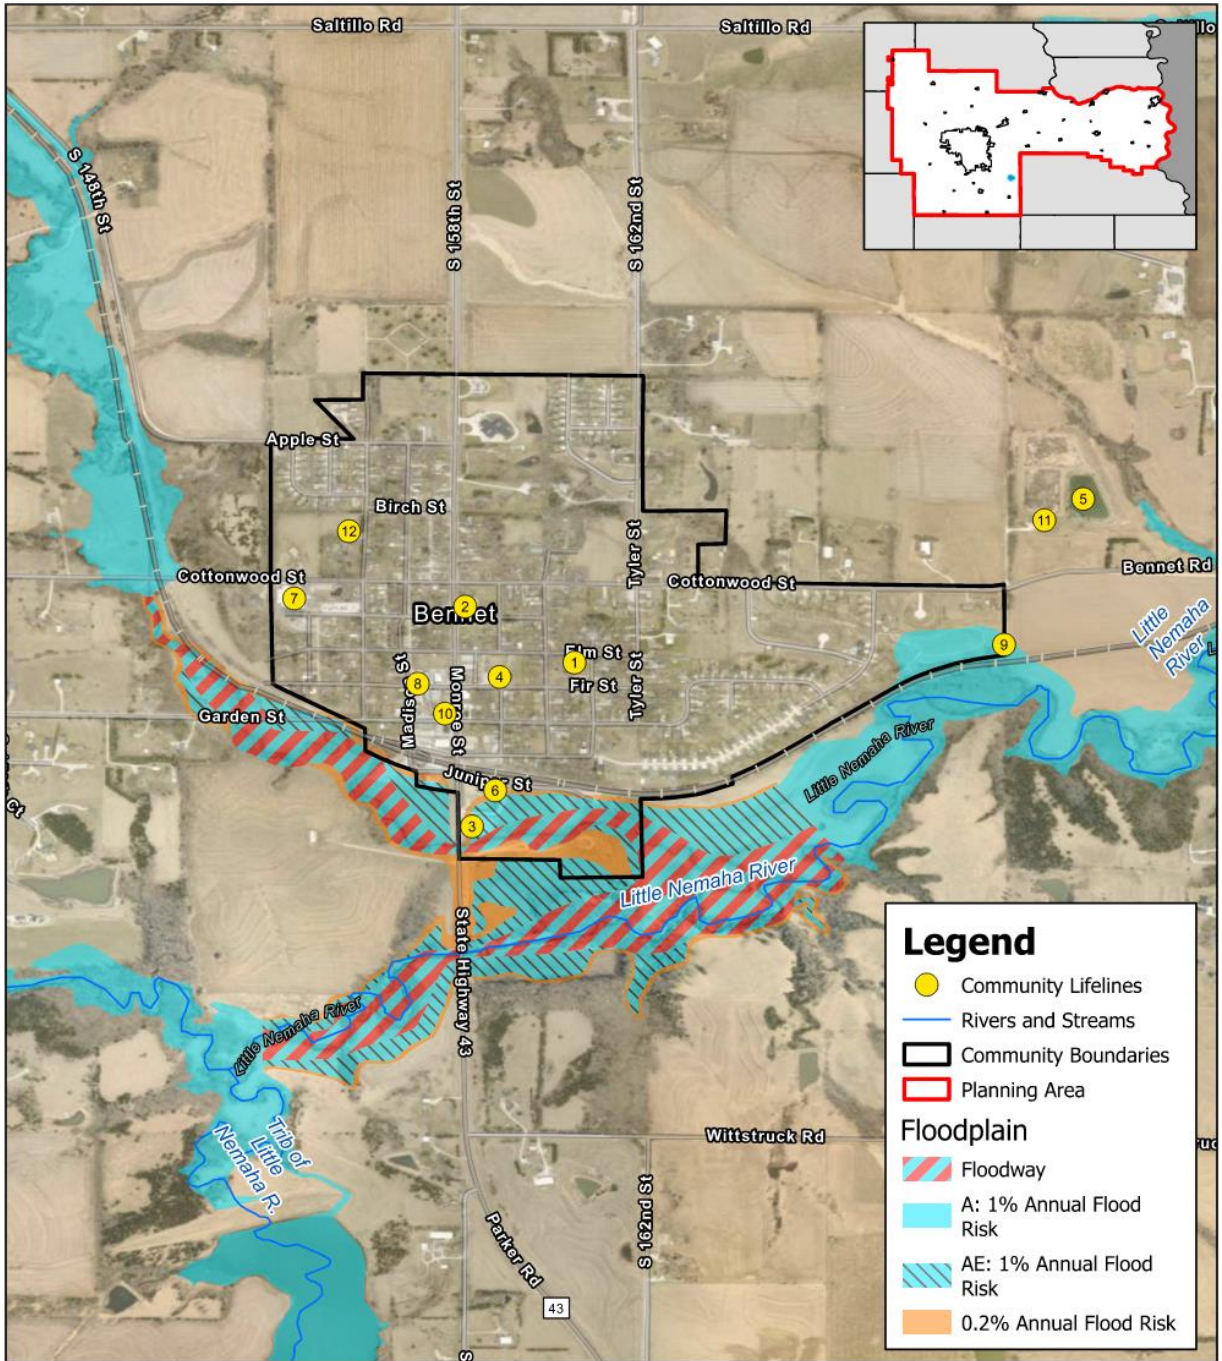 Saltillo Rd
Saltillo Rd
S 148th St
S 158th St
S 162nd St
Apple St
Birch St
5
12
11
Tyler St
Bennet Rd
Cottonwood St
Cottonwood St
7
2
Bennet
Little
Nemaha
River
9
Elm St
1
4
Fir St
8
Madison St
Monroe St
Tyler St
10
Garden St
Little Nemaha River
Juniper St
6
3
Little Nemaha River
State Highway 43
Little Nemaha River
Trib of
Little
Nemaha R.
Wittstruck Rd
S 162nd St
Parker Rd
43
S
Ct
Legend
Community Lifelines
Rivers and Streams
Community Boundaries
Planning Area
Floodplain
Floodway
A: 1% Annual Flood
Risk
AE: 1% Annual Flood
Risk
0.2% Annual Flood Risk